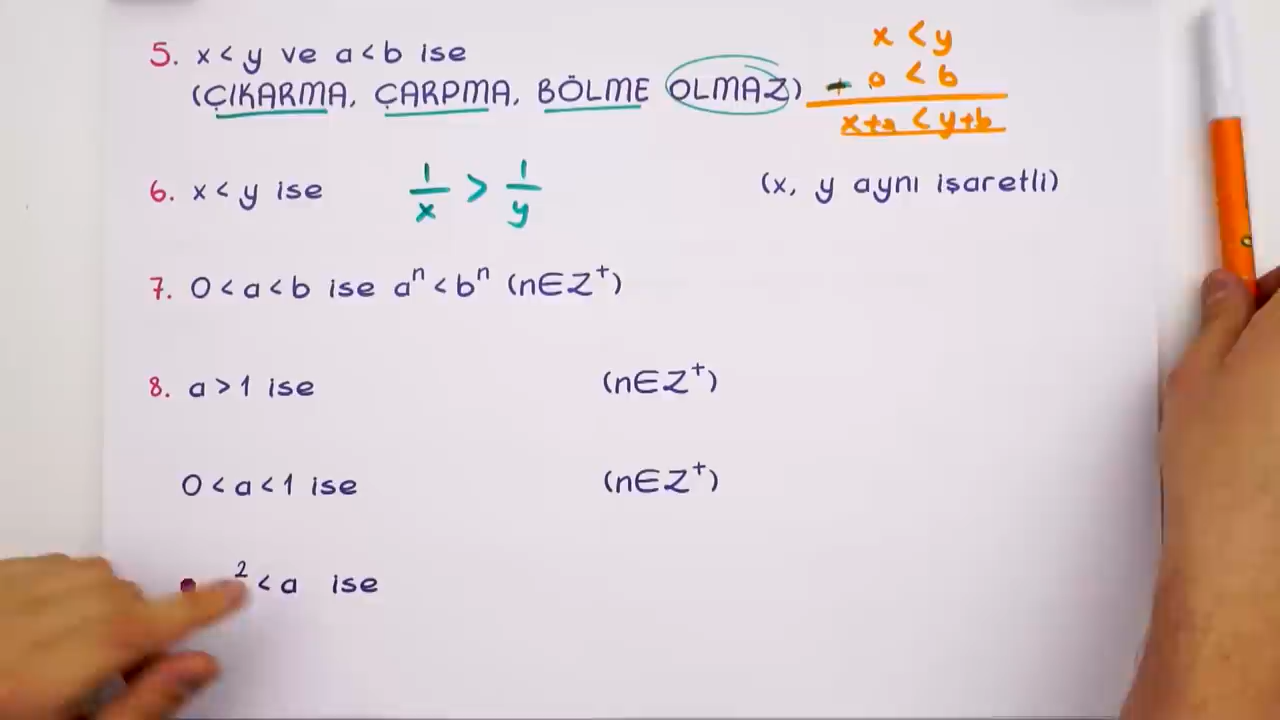 5. x < y ve a < b ise
(ÇIKARMA, ÇARPMA, BÖLME OLMAZ)
x < y
+ a < b
x+a < y+b
6. x < y ise 1/x > 1/y (x, y aynı işaretli)
7. 0 < a < b ise aⁿ < bⁿ (n∈Z⁺)
8. a > 1 ise (n∈Z⁺)
0 < a < 1 ise (n∈Z⁺)
² < a ise